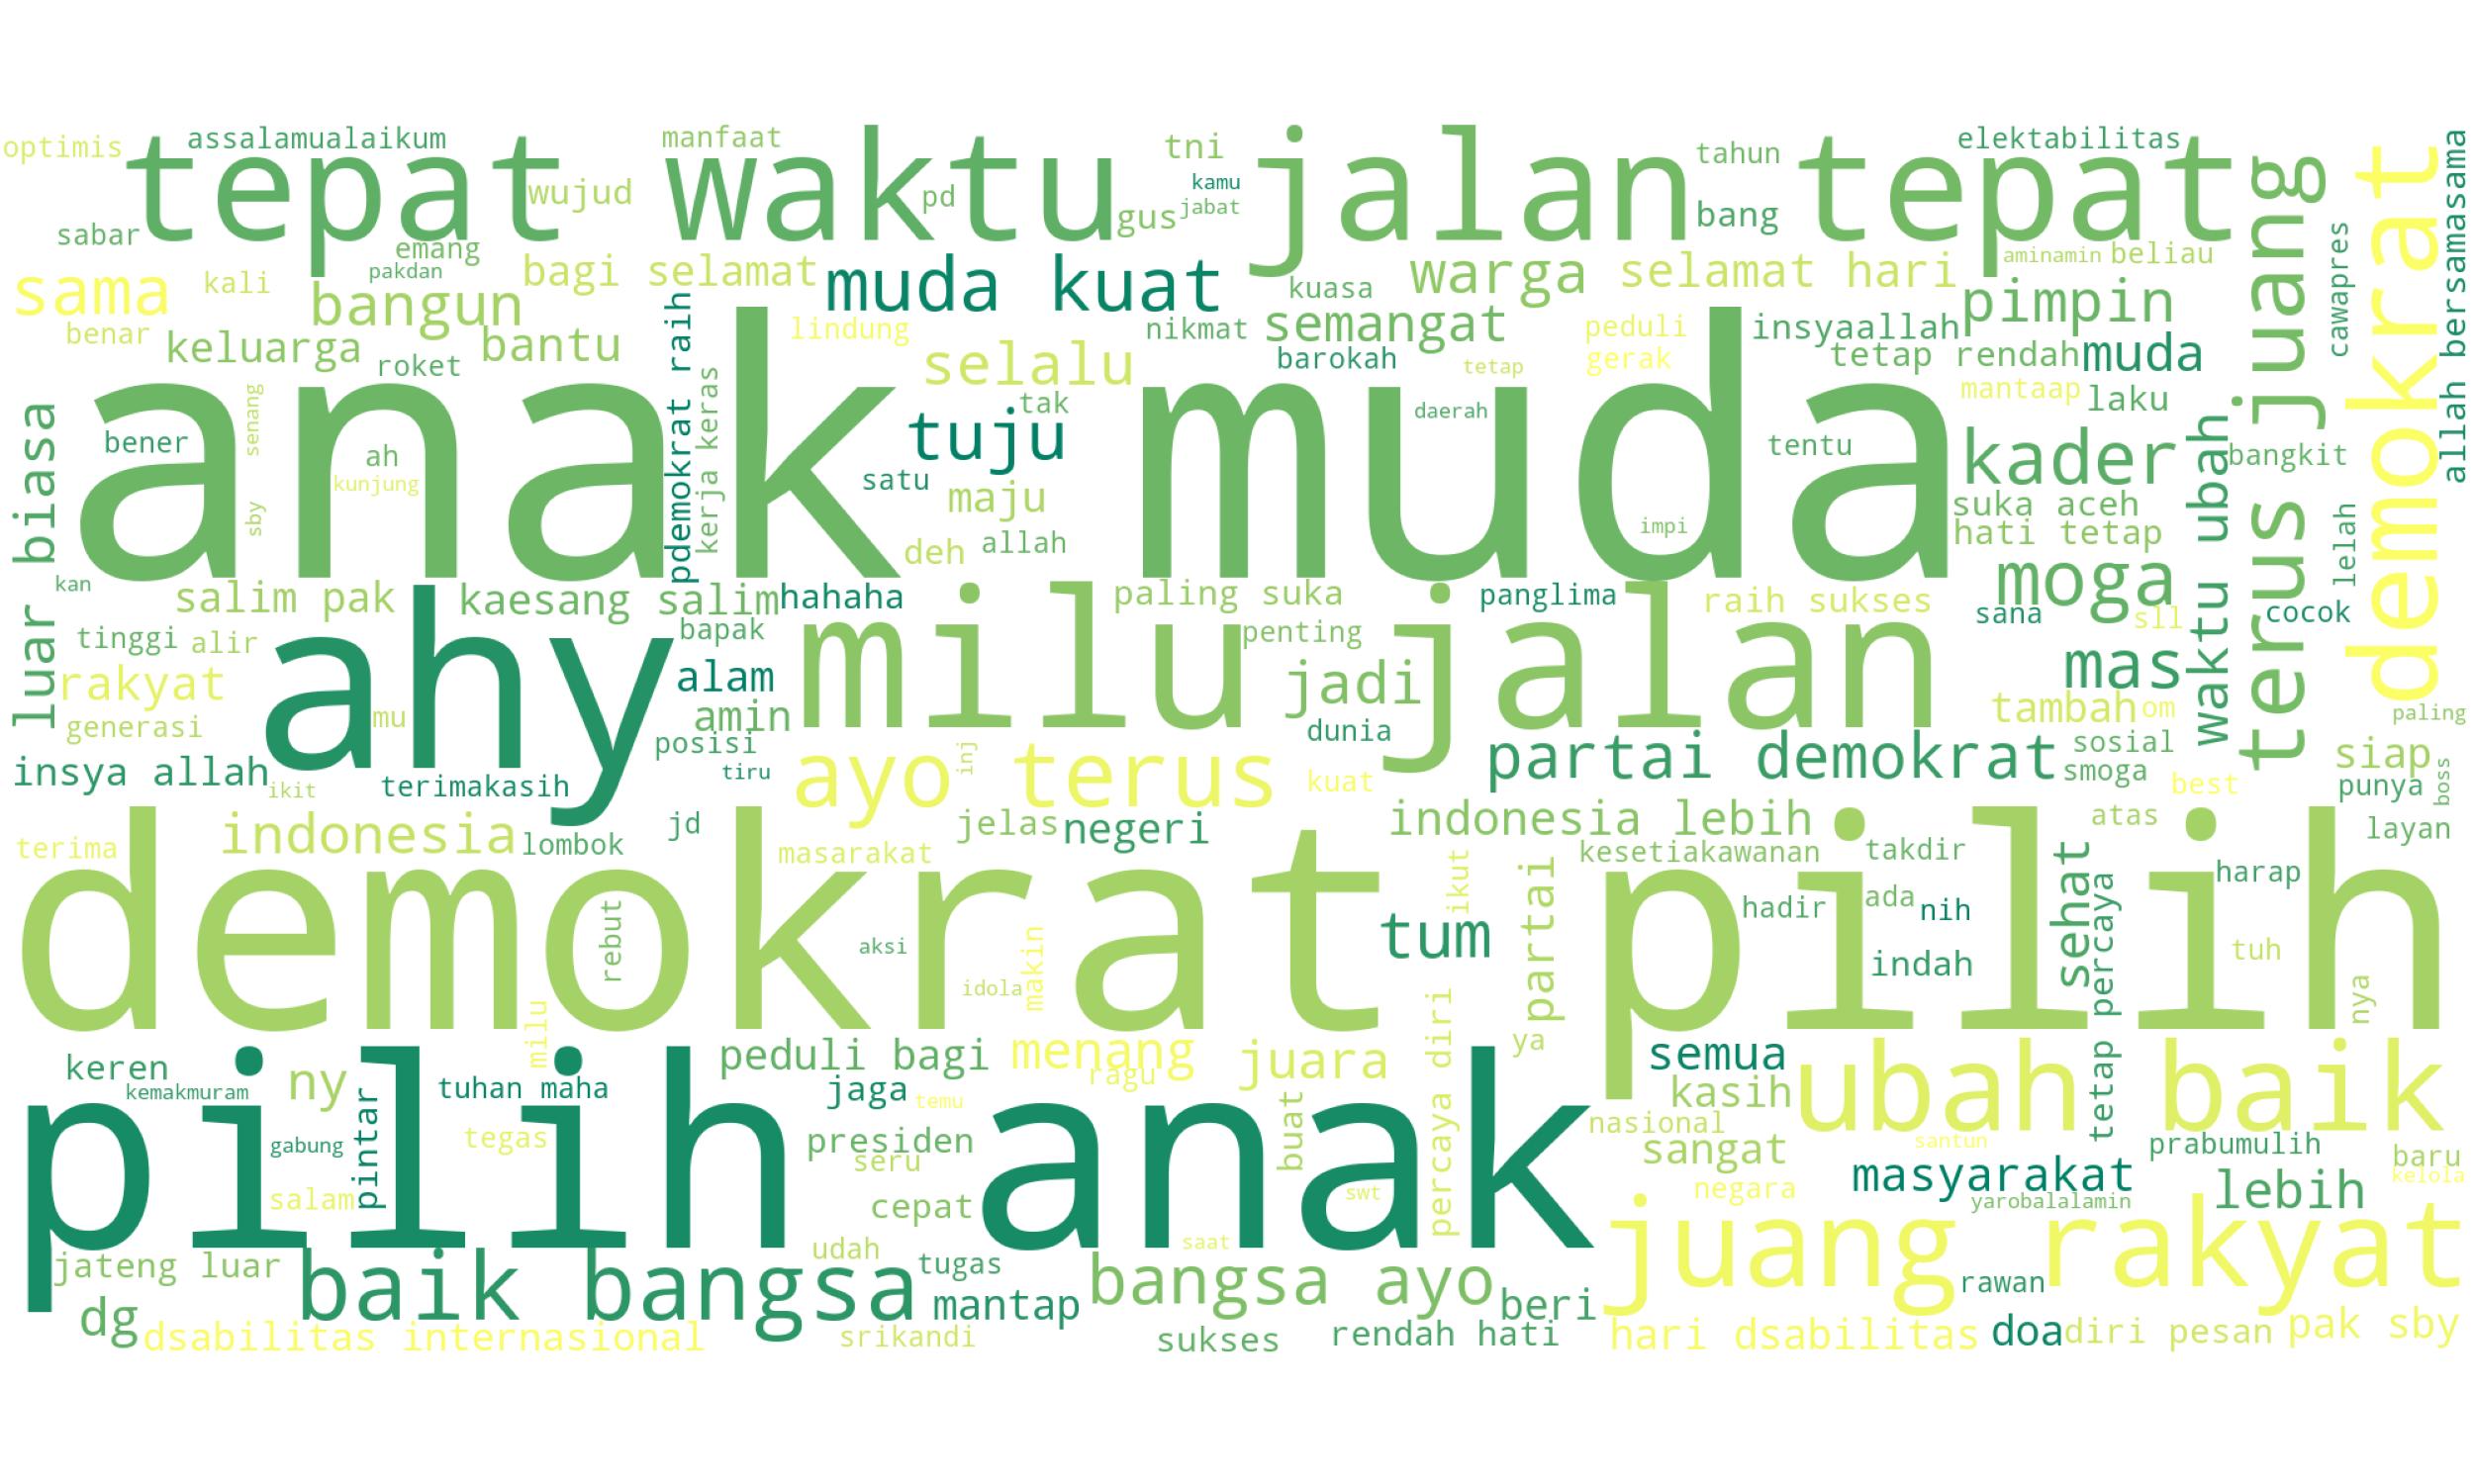 optimis
assalamualaikum
tepat waktu
manfaat
wujud
pd
tni
kamu
gus
jabat
jalan tepat
tahun
bang
elektabilitas
sabar
emang
pakdan
aminamin
beliau
sama
kali
bagi
selamat
muda kuat
warga
selamat hari
kuasa
bangun
pimpin
benar
keluarga
roket
bantu
lindung
nikmat
semangat
peduli
insyaallah
barokah
tetap
gerak
tetap rendah
muda
selalu
mantaap
laku
pdemokrat raih
kerja keras
terus juang
cawapres
demokrat
allah bersamasama
luar biasa
anak muda
senang
bener
ah
kunjung
sby
tak
tuju
satu
maju
deh
allah
daerah
tentu
impi
kader
bangkit
suka aceh
hati tetap
waktu ubah
lelah
kan
salim pak
kaesang salim
hahaha
paling suka
panglima
raih sukses
moga
sana
sll
cocok
tinggi
alir
ahy
bapak
milu jalan
penting
rakyat
alam
jadi
mas
generasi
mu
amin
tambah
om
paling
posisi
dunia
insya allah
ikit
terimakasih
tiru
ayo terus
inj
kuat
partai demokrat
sosial
smoga
siap
best
punya
boss
terima
indonesia
lombok
jd
jelas
negeri
indonesia lebih
atas
layan
masarakat
kesetiakawanan
takdir
demokrat
pilih
rebut
aksi
idola
makin
ikut
tum
partai
hadir
ada
nih
indah
sehat
tetap percaya
harap
tuh
nya
milu
percaya diri
ya
keren
ny
kemakmuram
pintar
tuhan maha
peduli bagi
menang
ragu
juara
jaga
temu
semua
kasih
ubah baik
pilih anak
gabung
tegas
salam
presiden
seru
cepat
buat
swt
saat
nasional
sangat
santun
prabumulih
negara
masyarakat
yarobalalamin
lebih
baru
kelola
jateng luar
baik bangsa
udah
tugas
mantap
bangsa ayo
beri
juang rakyat
rawan
dg
dsabilitas internasional
srikandi
sukses
rendah hati
hari dsabilitas
doa
diri pesan
pak sby